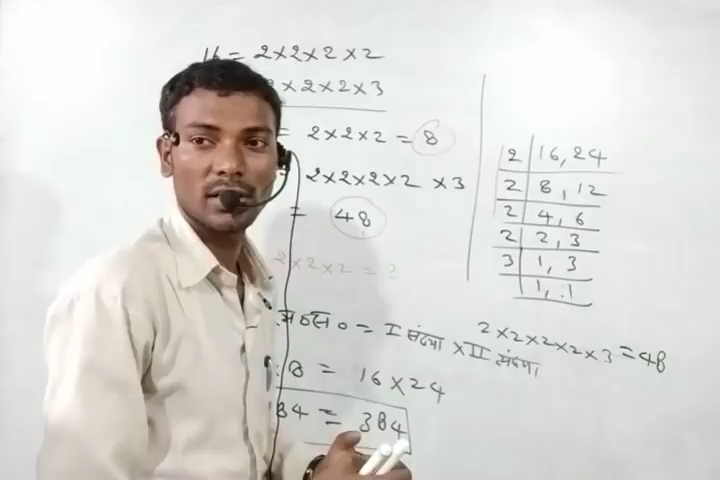 16 = 2×2×2×2
2×2×2×3
= 2×2×2 = 8
2×2×2×2 ×3
= 48
2×2×2 =
= I संख्या × II संख्या
8 = 16×24
84 = 384
2 | 16, 24
2 | 8, 12
2 | 4, 6
2 | 2, 3
3 | 1, 3
1, 1
2×2×2×2×3 = 48